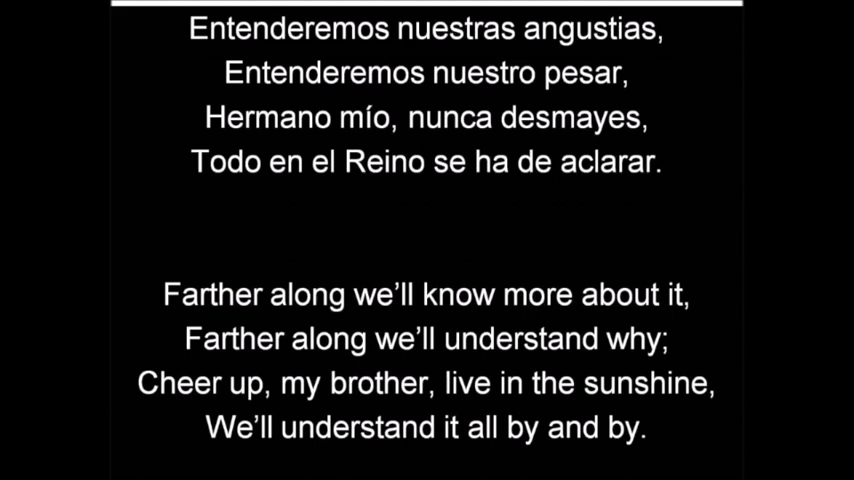 Entenderemos nuestras angustias,
Entenderemos nuestro pesar,
Hermano mío, nunca desmayes,
Todo en el Reino se ha de aclarar.
Farther along we’ll know more about it,
Farther along we’ll understand why;
Cheer up, my brother, live in the sunshine,
We’ll understand it all by and by.